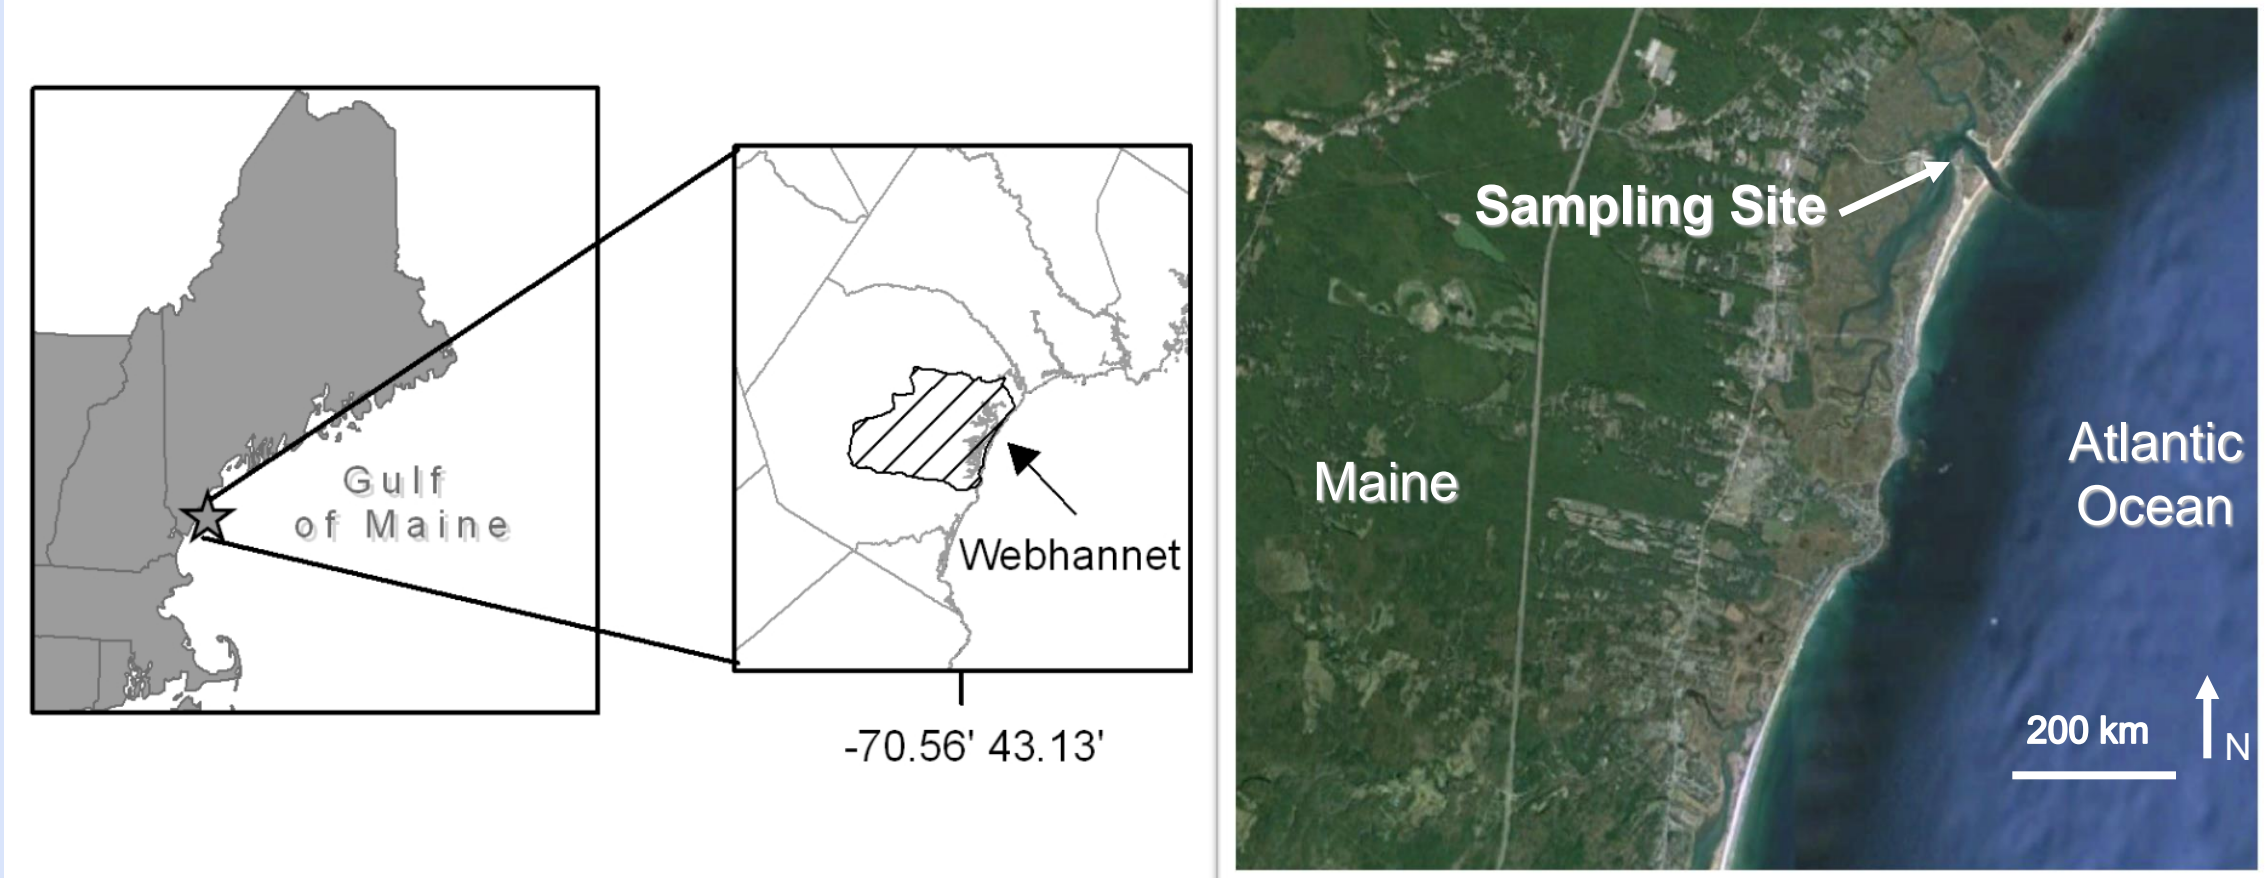 Gulf
of Maine
Webhannet
-70.56' 43.13'
Sampling Site
Maine
Atlantic
Ocean
200 km
N